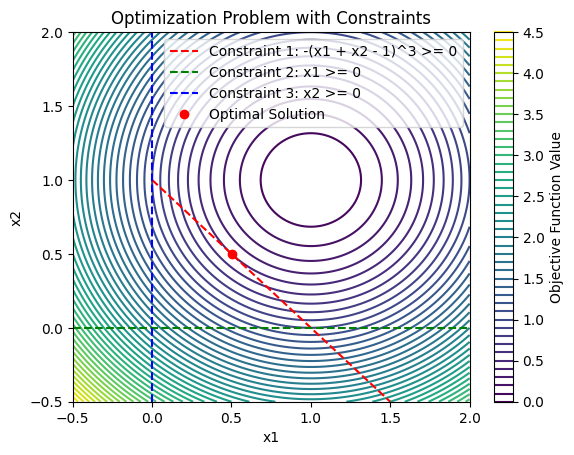 Optimization Problem with Constraints
Constraint 1: -(x1 + x2 - 1)^3 >= 0
Constraint 2: x1 >= 0
Constraint 3: x2 >= 0
Optimal Solution
2.0
1.5
1.0
0.5
0.0
−0.5
x2
−0.5
0.0
0.5
1.0
1.5
2.0
x1
4.5
4.0
3.5
3.0
2.5
2.0
1.5
1.0
0.5
0.0
Objective Function Value